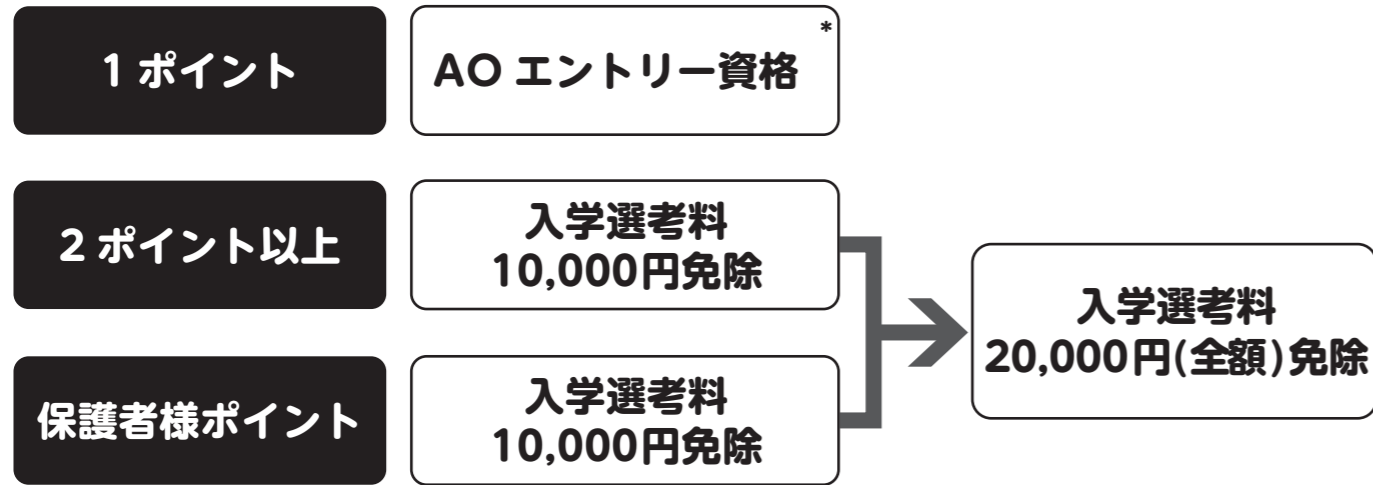 1 ポイント
AO エントリー資格
*
2 ポイント以上
入学選考料
10,000円免除
保護者様ポイント
入学選考料
10,000円免除
入学選考料
20,000円(全額)免除